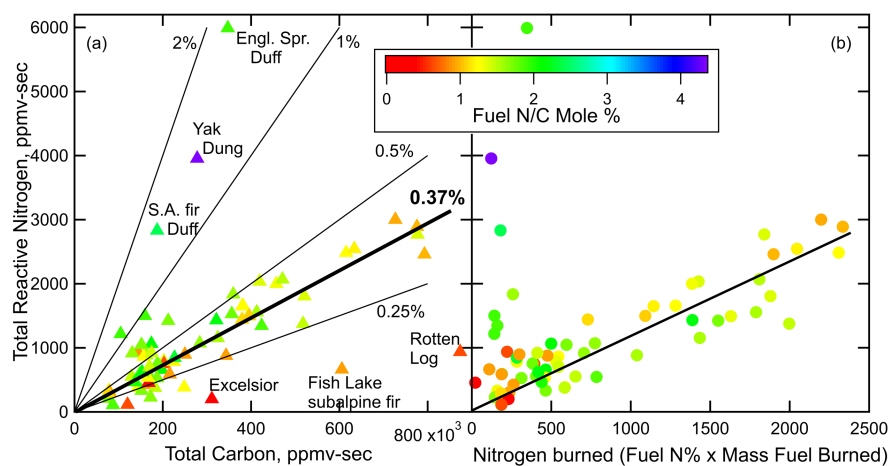 (a)
2%
Engl. Spr.
Duff
1%
(b)
0 1 2 3 4
Fuel N/C Mole %
Yak
Dung
0.5%
0.37%
S.A. fir
Duff
0.25%
Rotten
Log
Excelsior
Fish Lake
subalpine fir
Total Reactive Nitrogen, ppmv-sec
6000
5000
4000
3000
2000
1000
0
0 200 400 600 800 x10³
Total Carbon, ppmv-sec
0 500 1000 1500 2000 2500
Nitrogen burned (Fuel N% x Mass Fuel Burned)